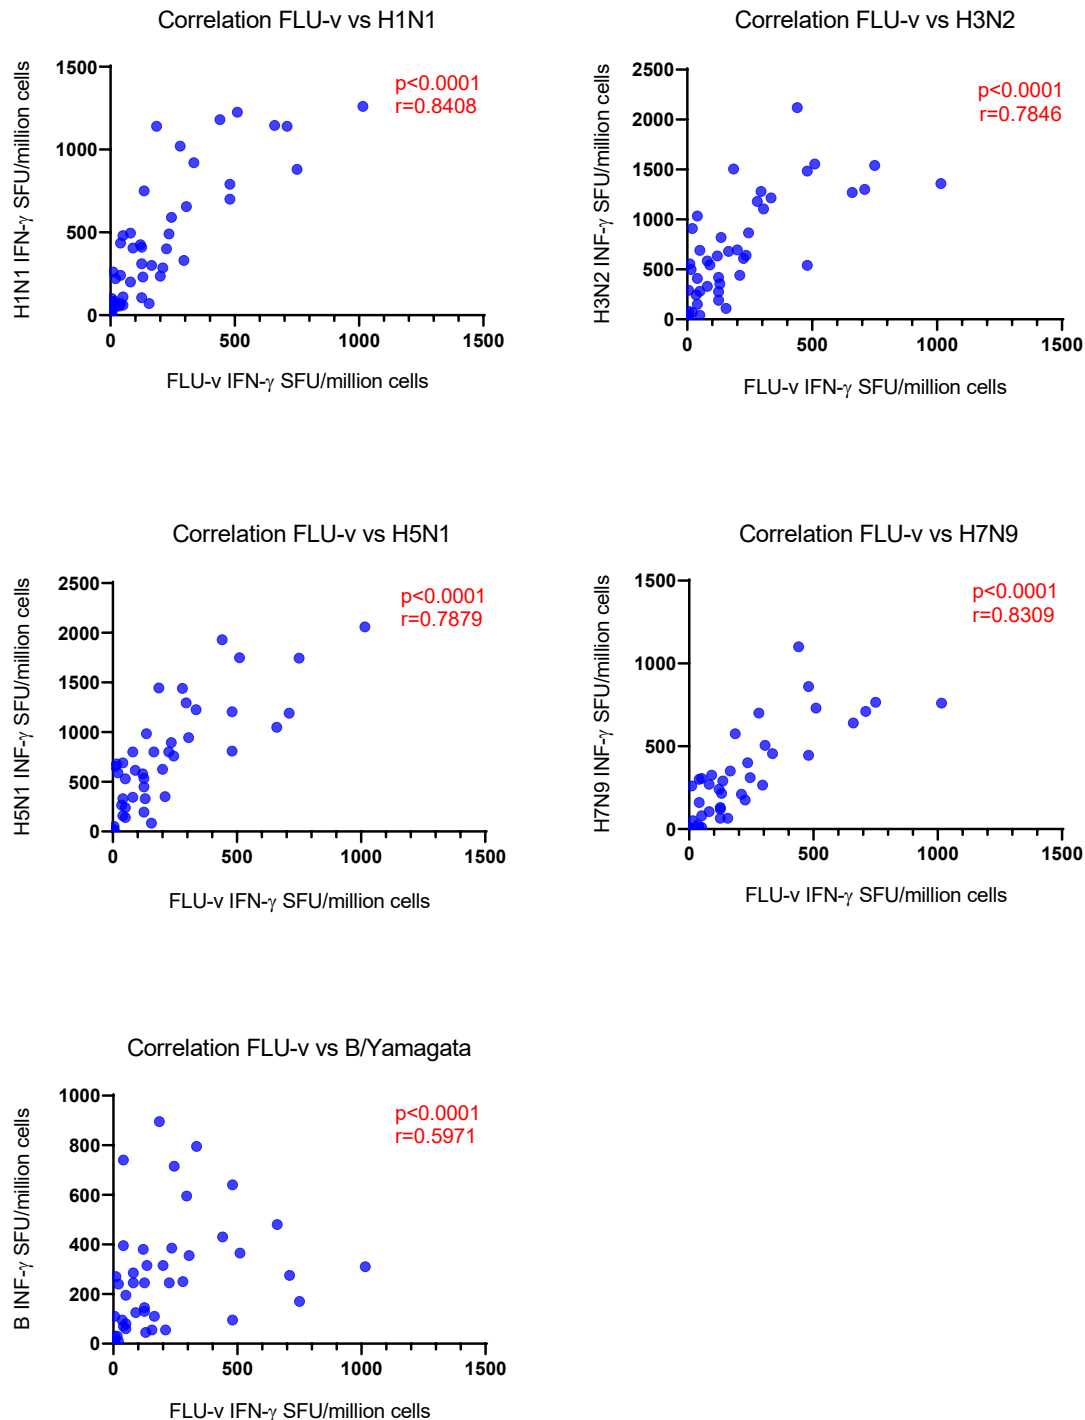 Correlation FLU-v vs H1N1
H1N1 IFN-γ SFU/million cells
1500
1000
500
0
p<0.0001
r=0.8408
0 500 1000 1500
FLU-v IFN-γ SFU/million cells
Correlation FLU-v vs H3N2
H3N2 INF-γ SFU/million cells
2500
2000
1500
1000
500
0
p<0.0001
r=0.7846
0 500 1000 1500
FLU-v IFN-γ SFU/million cells
Correlation FLU-v vs H5N1
H5N1 INF-γ SFU/million cells
2500
2000
1500
1000
500
0
p<0.0001
r=0.7879
0 500 1000 1500
FLU-v IFN-γ SFU/million cells
Correlation FLU-v vs H7N9
H7N9 INF-γ SFU/million cells
1500
1000
500
0
p<0.0001
r=0.8309
0 500 1000 1500
FLU-v IFN-γ SFU/million cells
Correlation FLU-v vs B/Yamagata
B INF-γ SFU/million cells
1000
800
600
400
200
0
p<0.0001
r=0.5971
0 500 1000 1500
FLU-v IFN-γ SFU/million cells